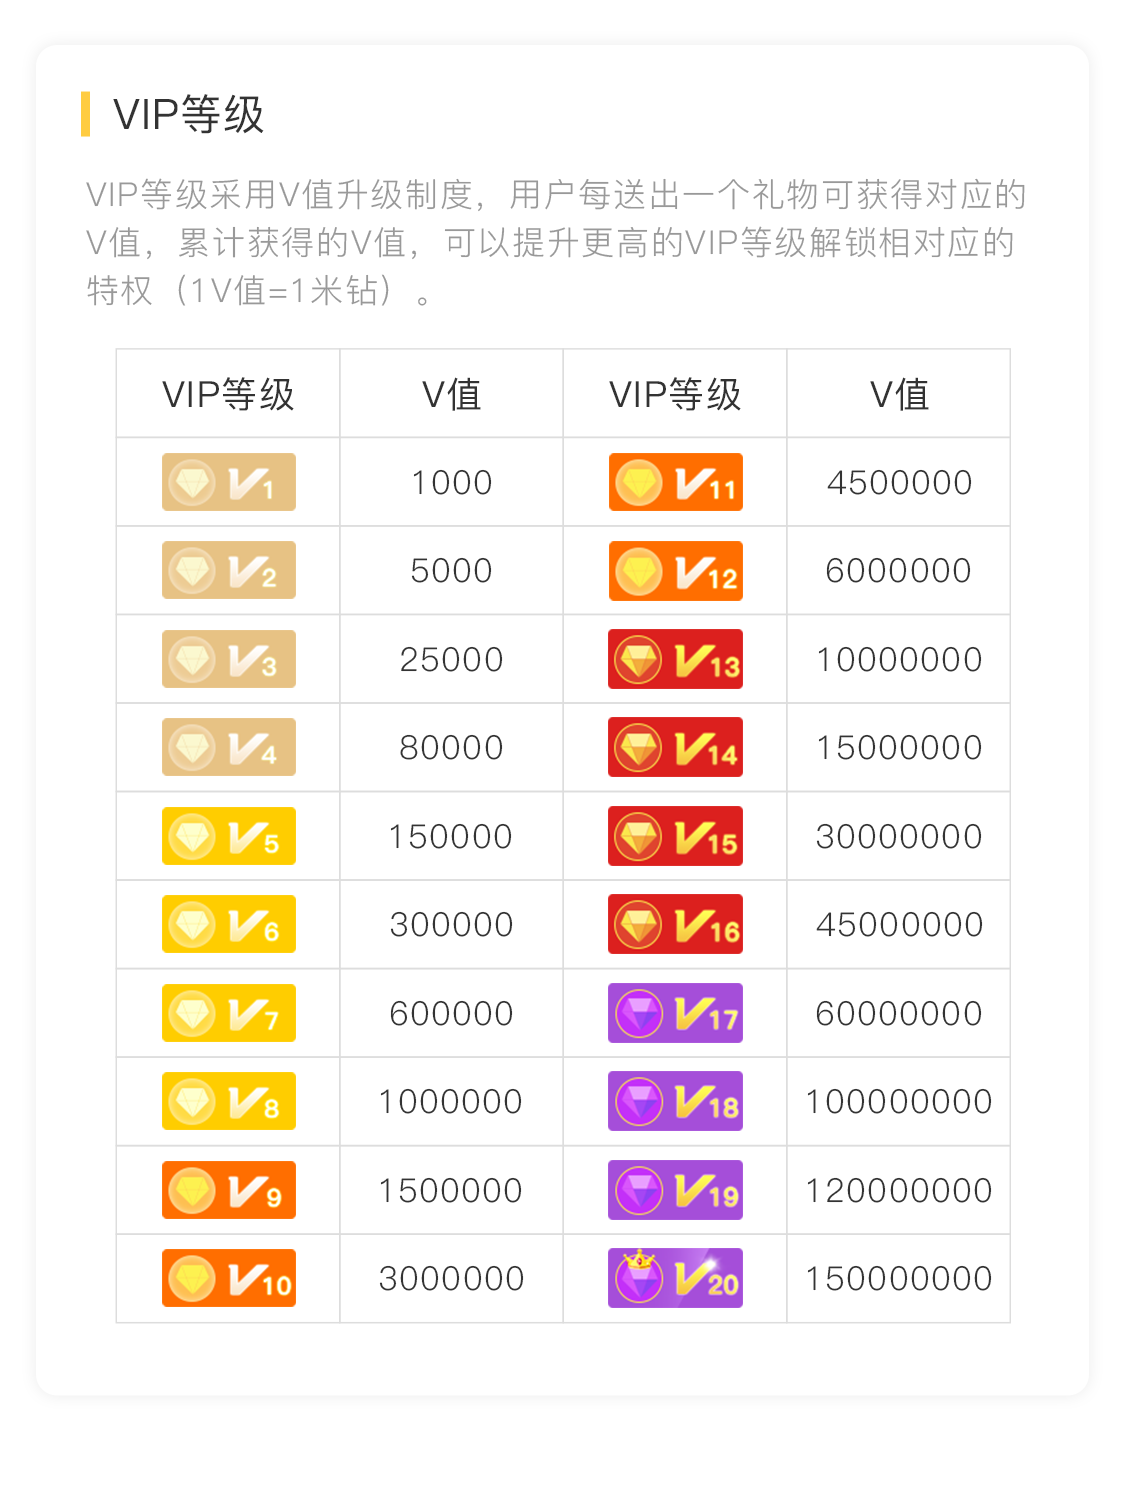 VIP等级
VIP等级采用V值升级制度，用户每送出一个礼物可获得对应的
V值，累计获得的V值，可以提升更高的VIP等级解锁相对应的
特权（1V值=1米钻）。
VIP等级 V值 VIP等级 V值
V1 1000 V11 4500000
V2 5000 V12 6000000
V3 25000 V13 10000000
V4 80000 V14 15000000
V5 150000 V15 30000000
V6 300000 V16 45000000
V7 600000 V17 60000000
V8 1000000 V18 100000000
V9 1500000 V19 120000000
V10 3000000 V20 150000000